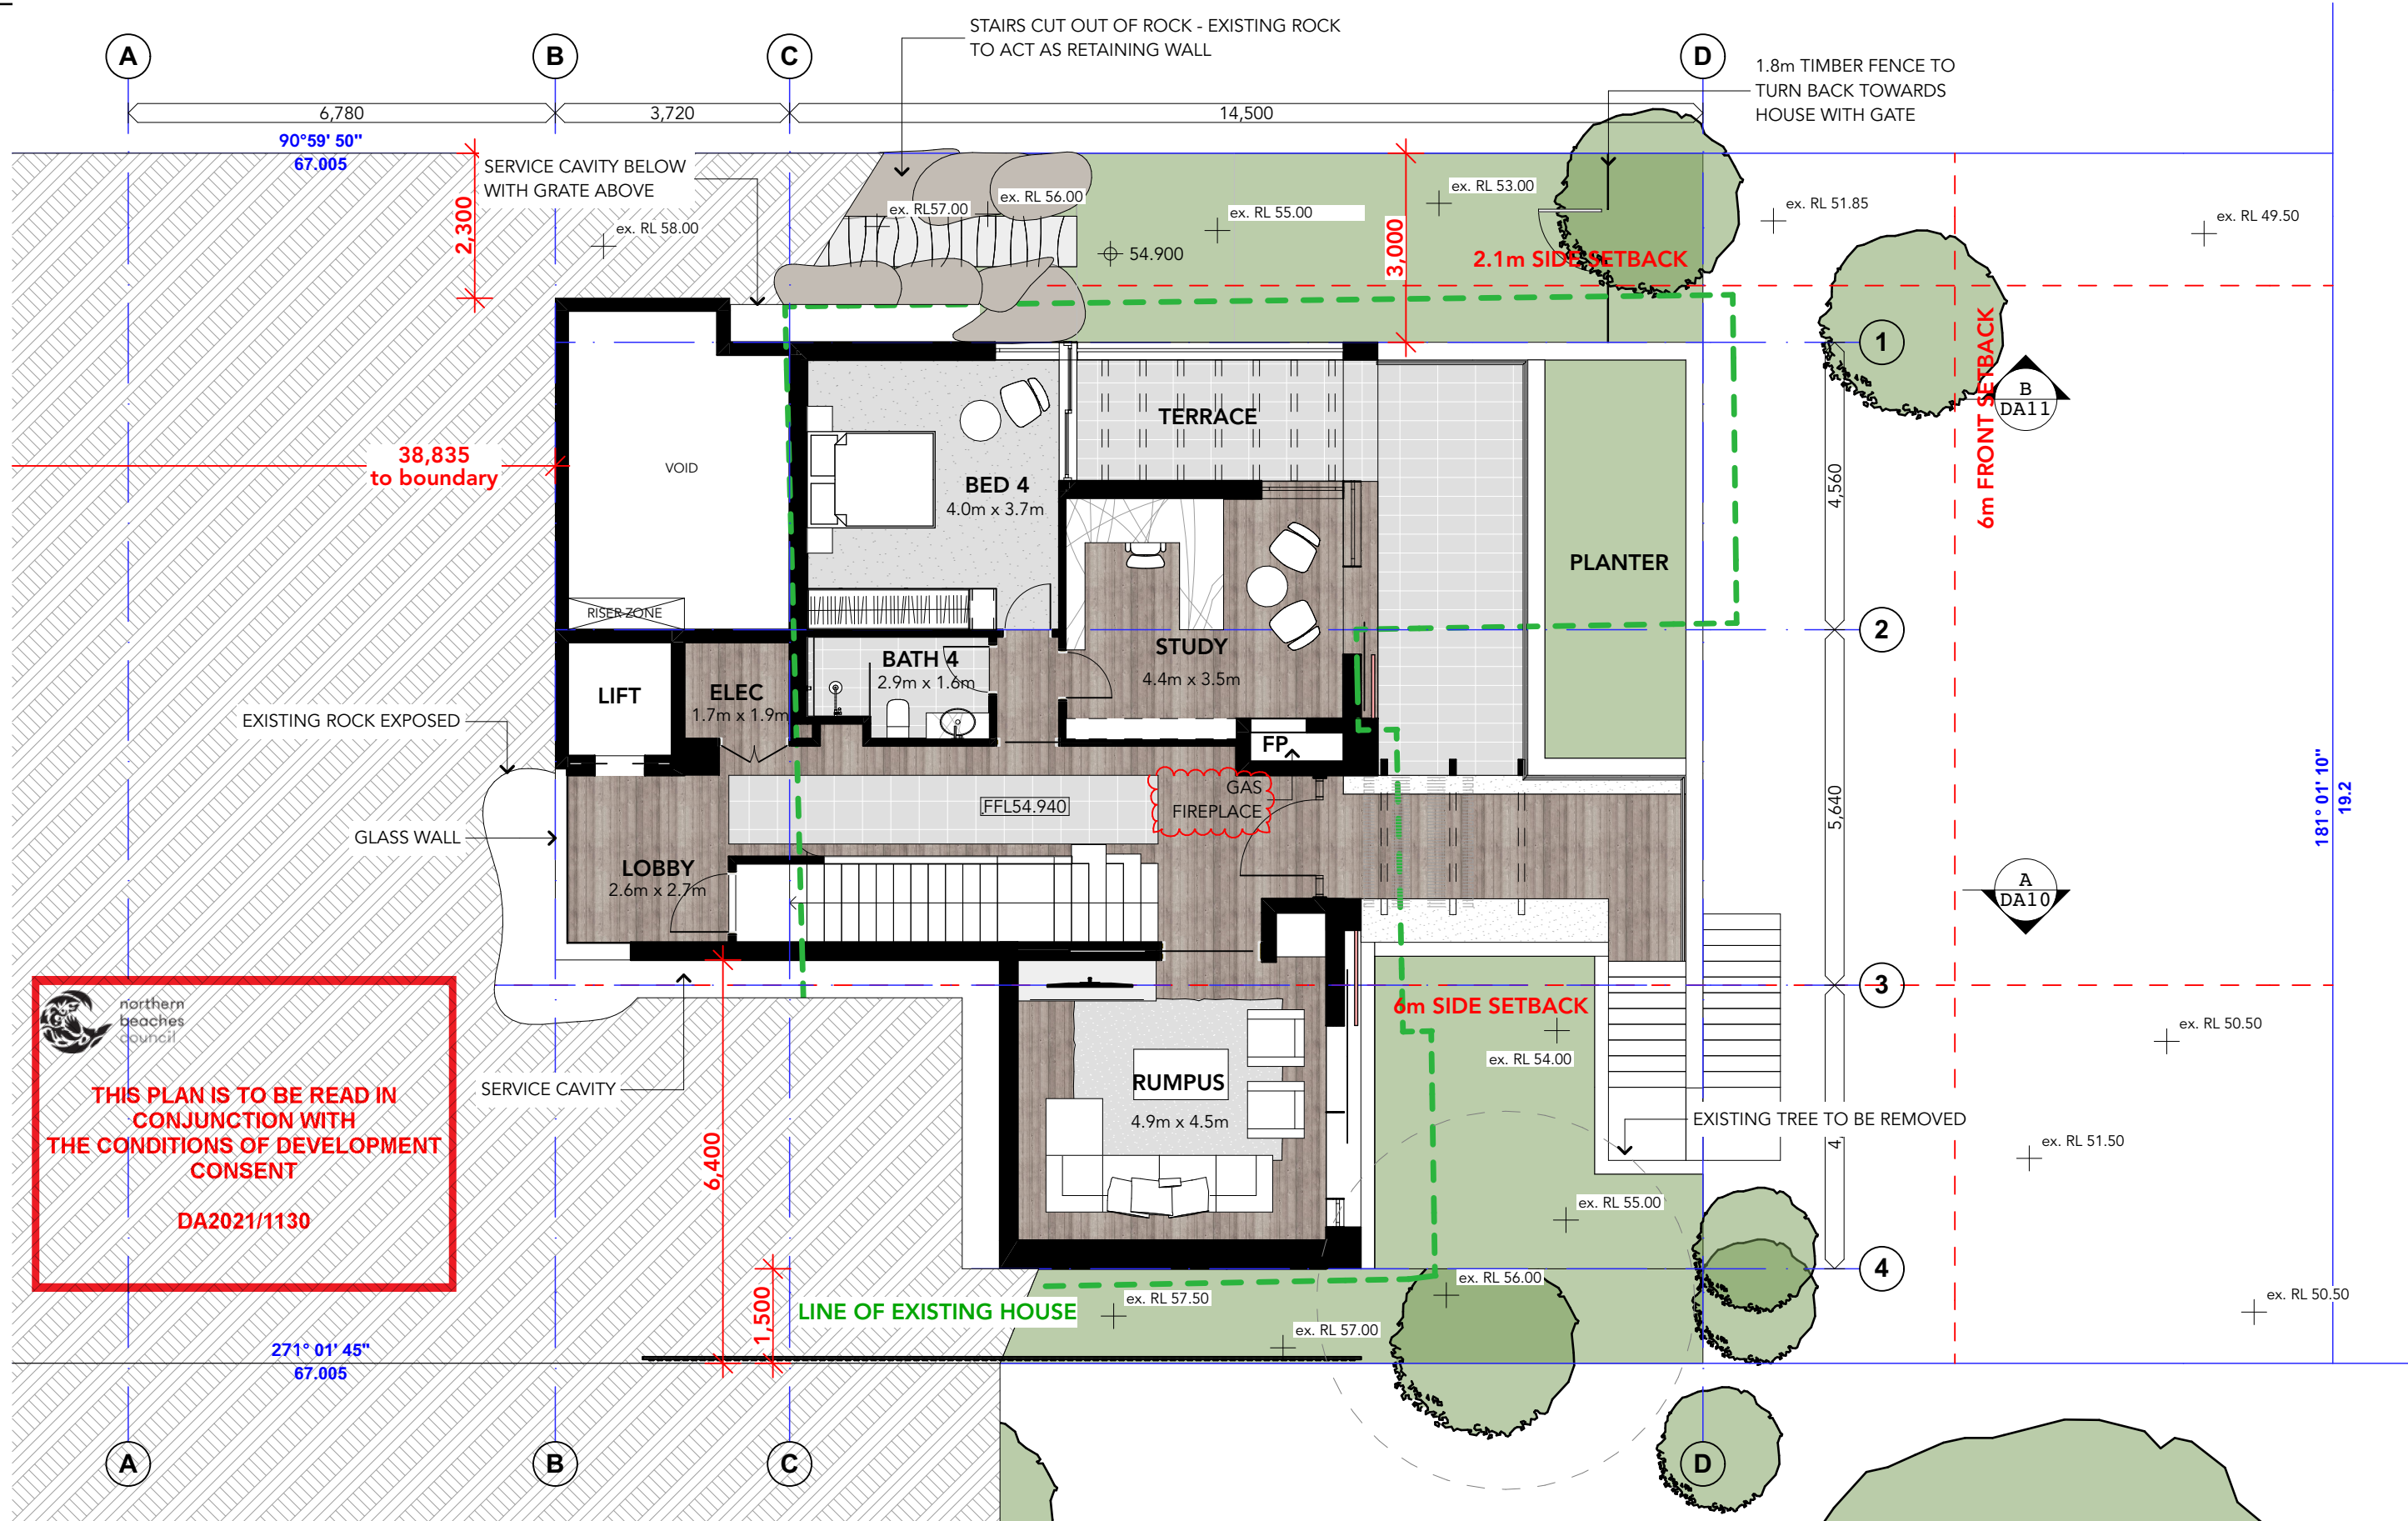 STAIRS CUT OUT OF ROCK - EXISTING ROCK
TO ACT AS RETAINING WALL
A
B
C
D
1.8m TIMBER FENCE TO
TURN BACK TOWARDS
HOUSE WITH GATE
6,780
3,720
14,500
90°59' 50"
67.005
SERVICE CAVITY BELOW
WITH GRATE ABOVE
2,300
ex. RL 58.00
ex. RL57.00
ex. RL 56.00
ex. RL 55.00
ex. RL 53.00
ex. RL 51.85
ex. RL 49.50
54.900
3,000
2.1m SIDE SETBACK
1
6m FRONT SETBACK
B
DA11
TERRACE
38,835
to boundary
VOID
BED 4
4.0m x 3.7m
4,560
PLANTER
RISER ZONE
2
STUDY
4.4m x 3.5m
BATH 4
2.9m x 1.6m
LIFT
ELEC
1.7m x 1.9m
EXISTING ROCK EXPOSED
FP
GAS
FIREPLACE
FFL54.940
5,640
181° 01' 10"
19.2
GLASS WALL
LOBBY
2.6m x 2.7m
A
DA10
3
6m SIDE SETBACK
ex. RL 54.00
ex. RL 50.50
northern
beaches
council
THIS PLAN IS TO BE READ IN
CONJUNCTION WITH
THE CONDITIONS OF DEVELOPMENT
CONSENT
DA2021/1130
SERVICE CAVITY
RUMPUS
4.9m x 4.5m
EXISTING TREE TO BE REMOVED
4
ex. RL 51.50
6,400
ex. RL 55.00
4
ex. RL 56.00
ex. RL 57.50
ex. RL 50.50
1,500
LINE OF EXISTING HOUSE
ex. RL 57.00
271° 01' 45"
67.005
A
B
C
D